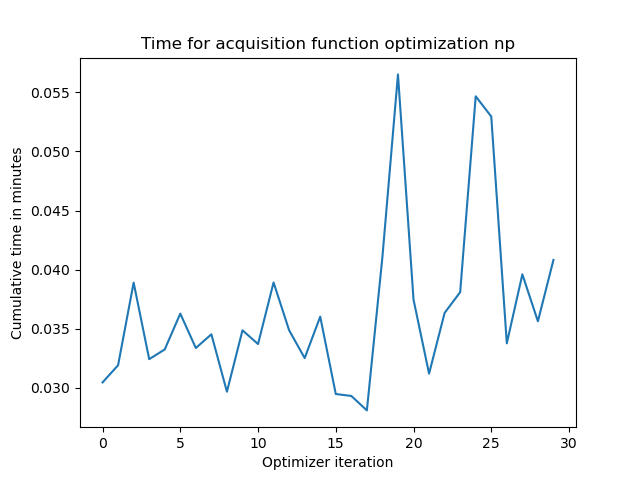 Time for acquisition function optimization np
Cumulative time in minutes
0.055
0.050
0.045
0.040
0.035
0.030
0 5 10 15 20 25 30
Optimizer iteration